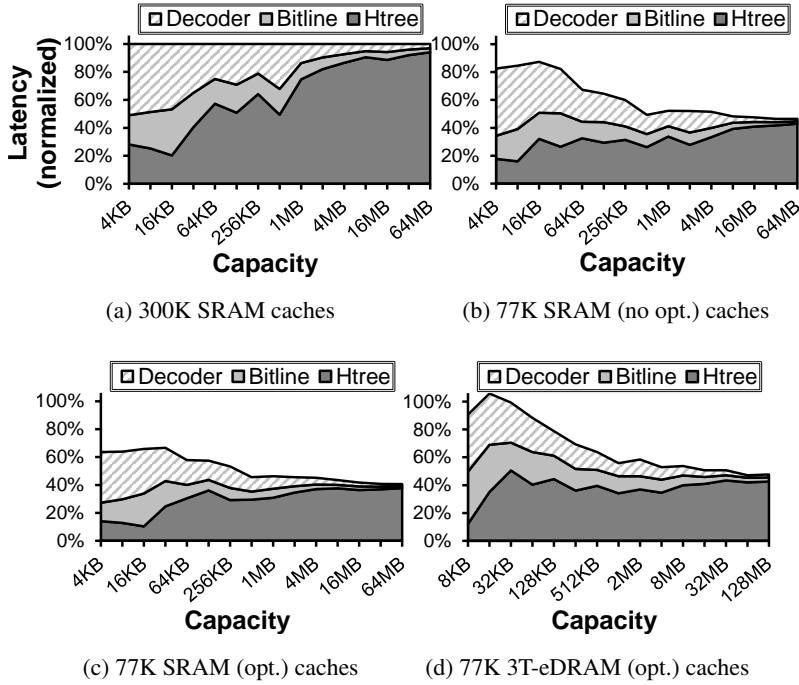 Decoder Bitline Htree
Decoder Bitline Htree
Latency
(normalized)
100%
80%
60%
40%
20%
0%
100%
80%
60%
40%
20%
0%
4KB 16KB 64KB 256KB 1MB 4MB 16MB 64MB
4KB 16KB 64KB 256KB 1MB 4MB 16MB 64MB
Capacity
Capacity
(a) 300K SRAM caches
(b) 77K SRAM (no opt.) caches
Decoder Bitline Htree
Decoder Bitline Htree
100%
80%
60%
40%
20%
0%
100%
80%
60%
40%
20%
0%
4KB 16KB 64KB 256KB 1MB 4MB 16MB 64MB
8KB 32KB 128KB 512KB 2MB 8MB 32MB 128MB
Capacity
Capacity
(c) 77K SRAM (opt.) caches
(d) 77K 3T-eDRAM (opt.) caches